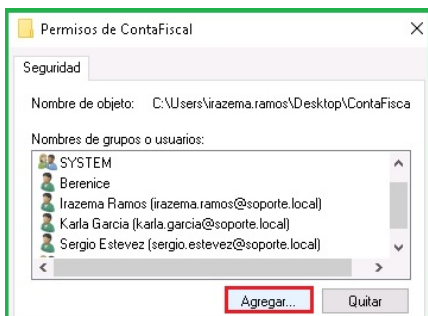 Permisos de ContaFiscal
Seguridad
Nombre de objeto: C:\Users\irazema.ramos\Desktop\ContaFisca
Nombres de grupos o usuarios:
SYSTEM
Berenice
Irazema Ramos (irazema.ramos@soporte.local)
Karla Garcia (karla.garcia@soporte.local)
Sergio Estevez (sergio.estevez@soporte.local)
Agregar... Quitar